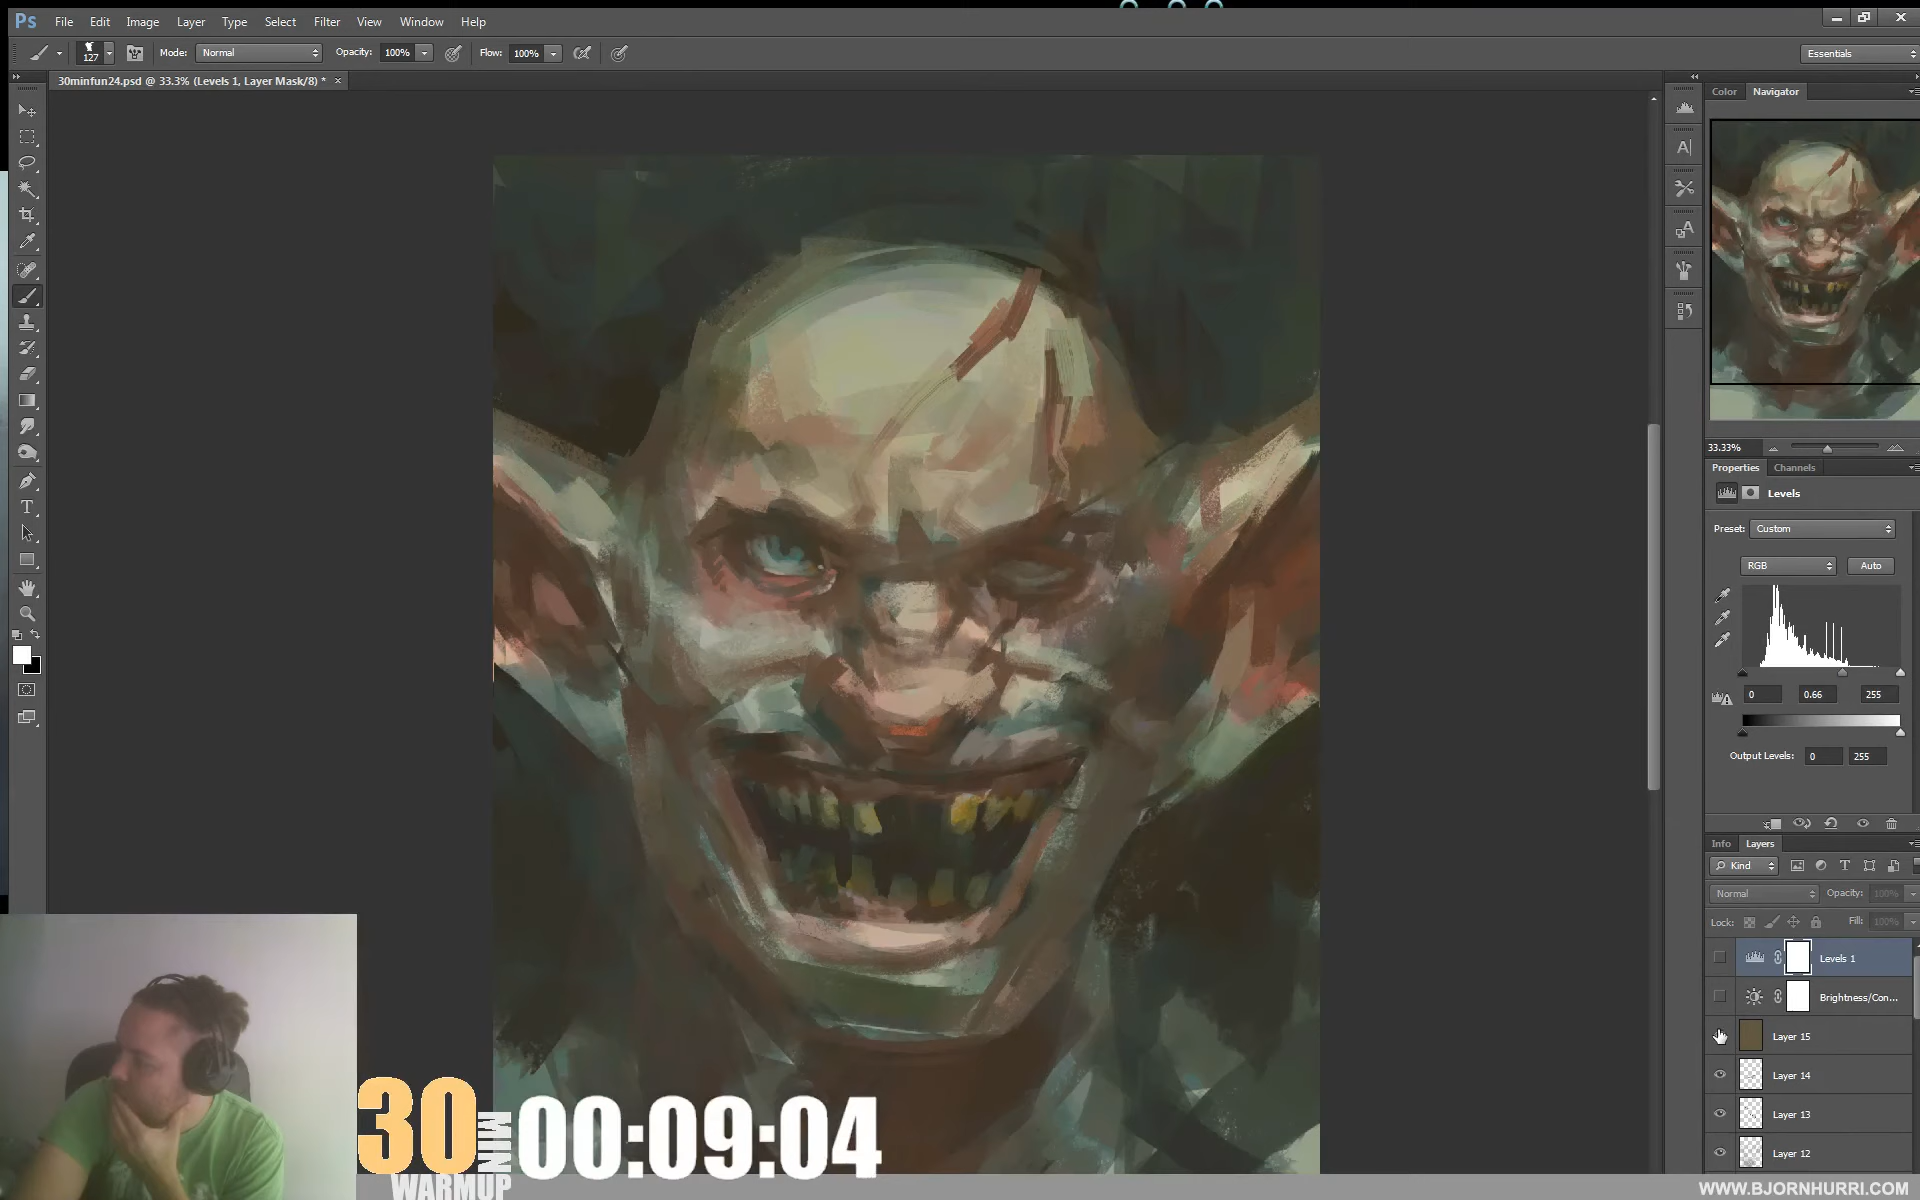 Ps File Edit Image Layer Type Select Filter View Window Help
127 Mode: Normal Opacity: 100% Flow: 100% Essentials
30minfun24.psd @ 33.3% (Levels 1, Layer Mask/8) * ×
Color Navigator
33.33%
Properties Channels
Levels
Preset: Custom
RGB Auto
0 0.66 255
Output Levels: 0 255
Info Layers
Kind
Normal Opacity: 100%
Lock: Fill: 100%
Levels 1
Brightness/Con...
Layer 15
Layer 14
Layer 13
Layer 12
30 MIN WARMUP
00:09:04
WWW.BJORNHURRI.COM